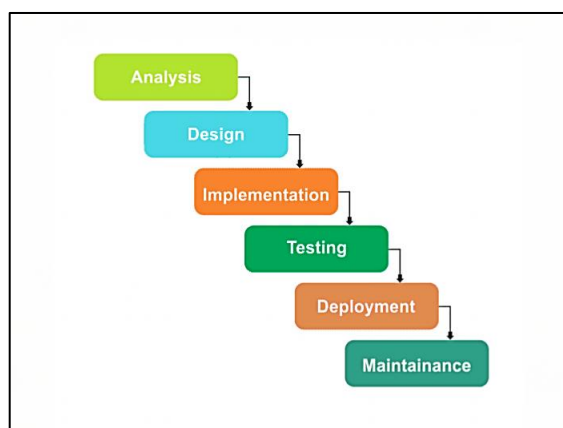 Analysis
Design
Implementation
Testing
Deployment
Maintainance